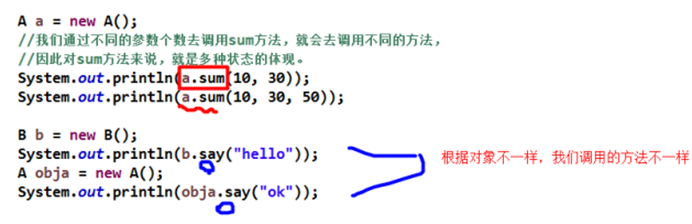 A a = new A();
//我们通过不同的参数个数去调用sum方法，就会去调用不同的方法，
//因此对sum方法来说，就是多种状态的体现。
System.out.println(a.sum(10, 30));
System.out.println(a.sum(10, 30, 50));
B b = new B();
System.out.println(b.say("hello"));
A obja = new A();
System.out.println(obja.say("ok"));
根据对象不一样，我们调用的方法不一样